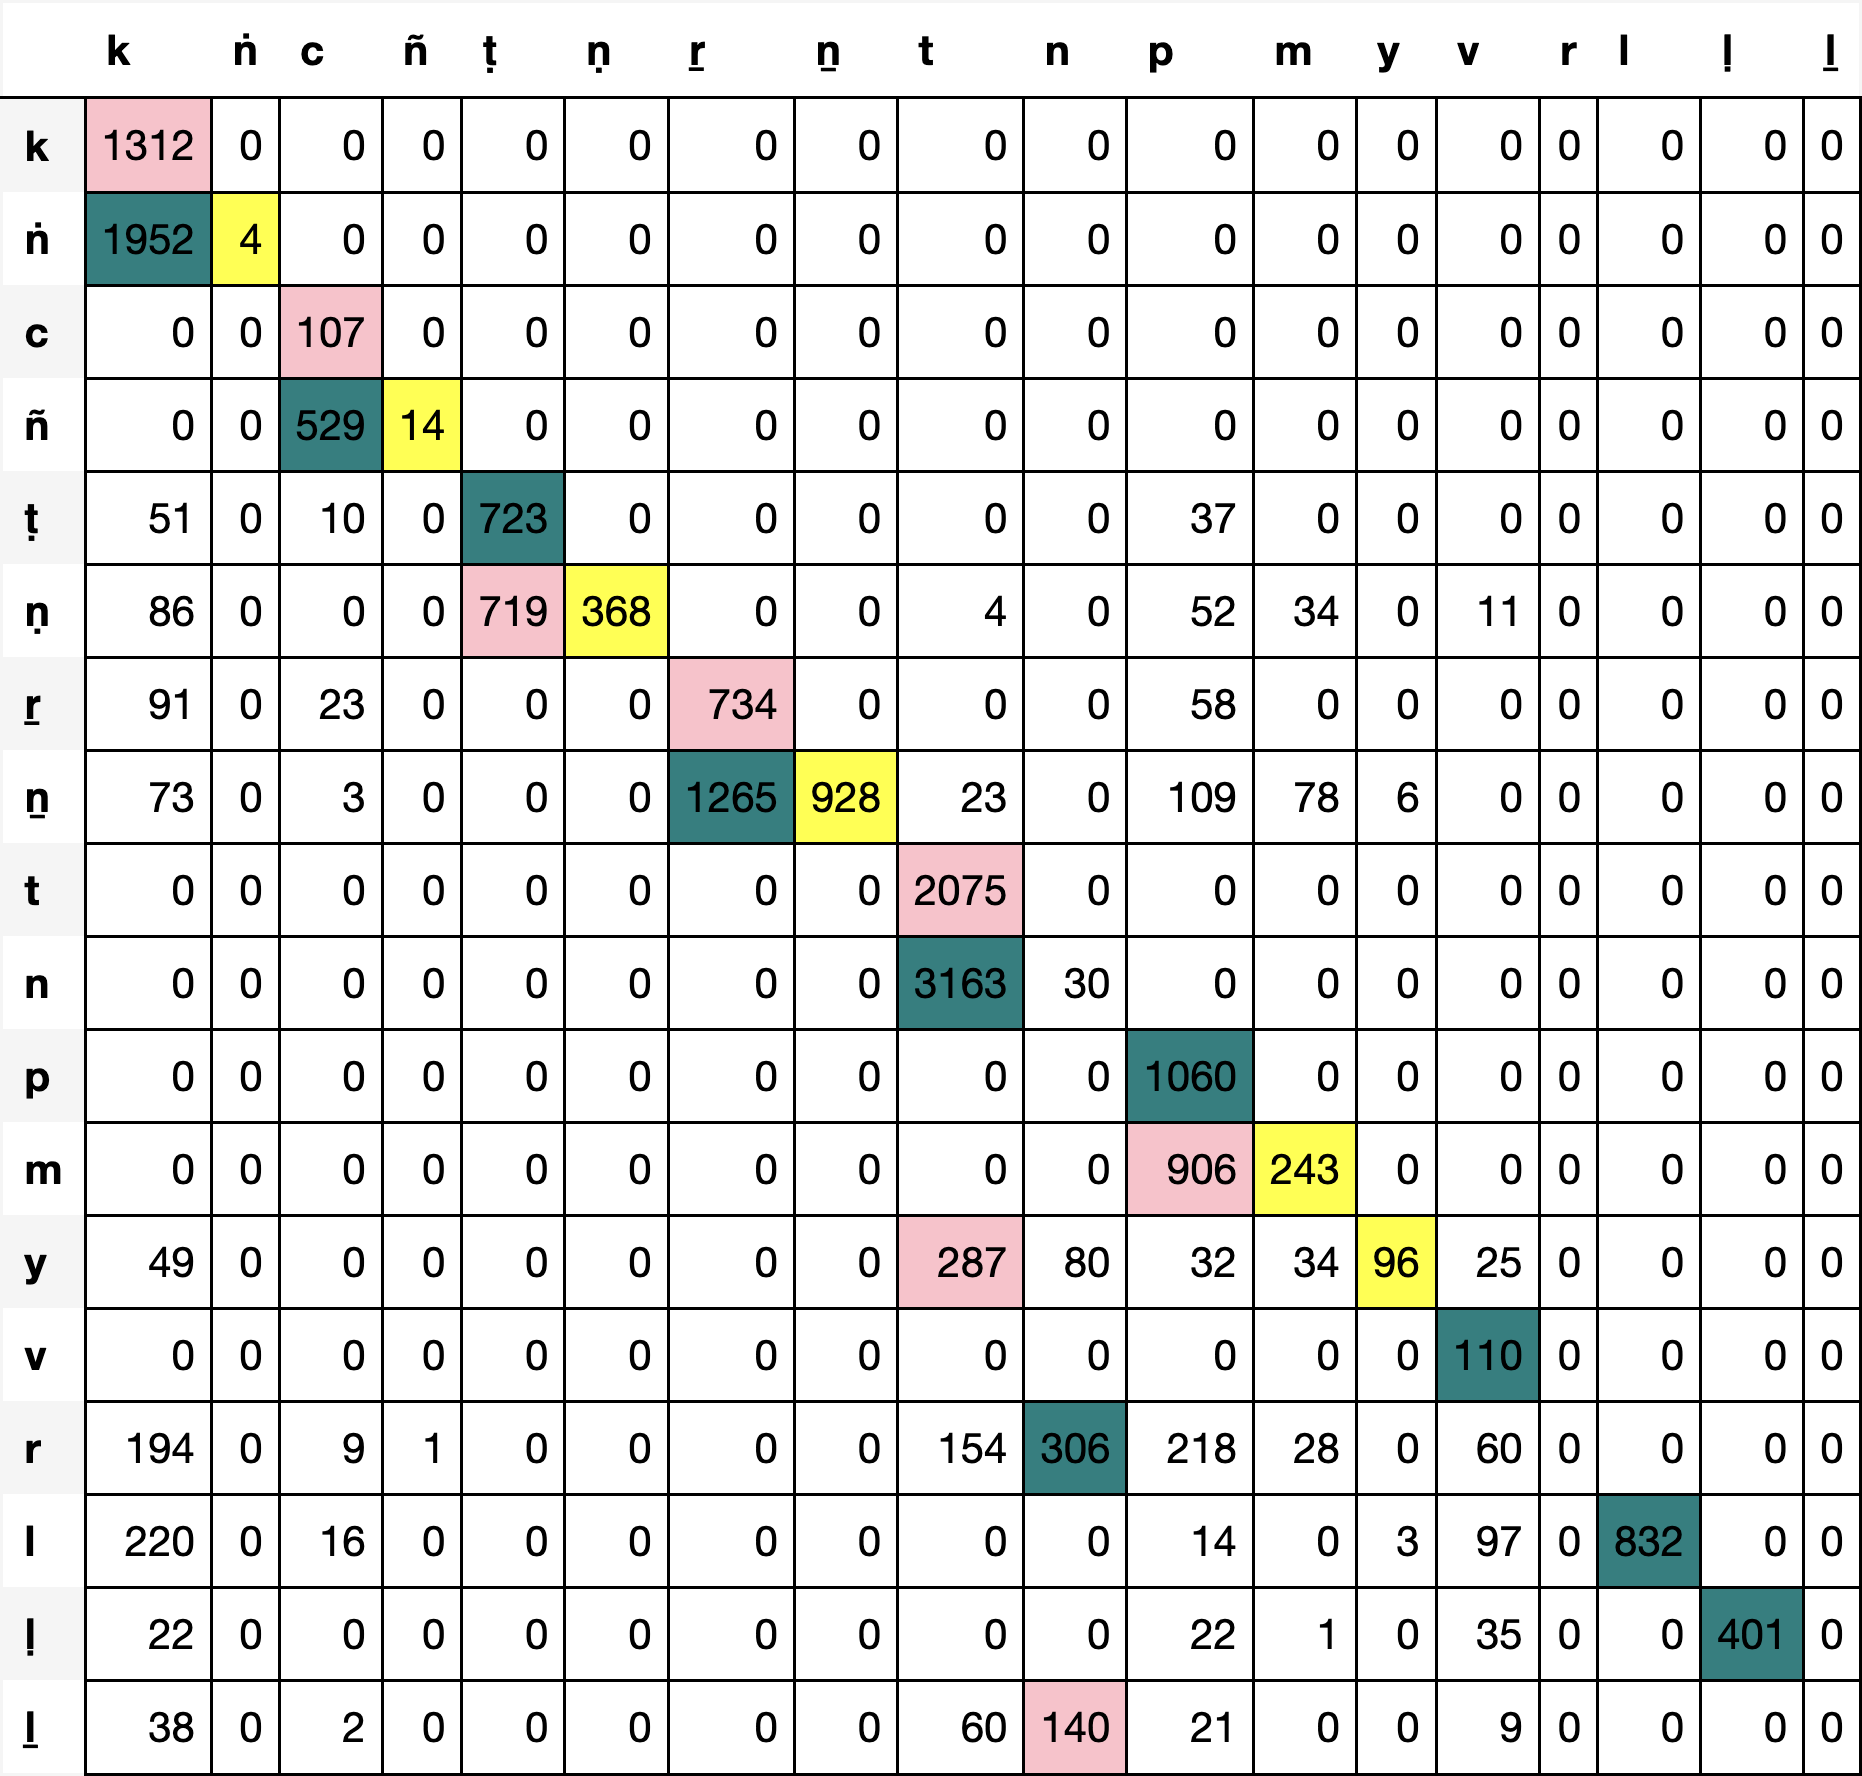 k ṅ c ñ ṭ ṇ ṟ ṉ t n p m y v r l ḷ ḻ
k 1312 0 0 0 0 0 0 0 0 0 0 0 0 0 0 0 0 0
ṅ 1952 4 0 0 0 0 0 0 0 0 0 0 0 0 0 0 0 0
c 0 0 107 0 0 0 0 0 0 0 0 0 0 0 0 0 0 0
ñ 0 0 529 14 0 0 0 0 0 0 0 0 0 0 0 0 0 0
ṭ 51 0 10 0 723 0 0 0 0 0 37 0 0 0 0 0 0 0
ṇ 86 0 0 0 719 368 0 0 4 0 52 34 0 11 0 0 0 0
ṟ 91 0 23 0 0 0 734 0 0 0 58 0 0 0 0 0 0 0
ṉ 73 0 3 0 0 0 1265 928 23 0 109 78 6 0 0 0 0 0
t 0 0 0 0 0 0 0 0 2075 0 0 0 0 0 0 0 0 0
n 0 0 0 0 0 0 0 0 3163 30 0 0 0 0 0 0 0 0
p 0 0 0 0 0 0 0 0 0 0 1060 0 0 0 0 0 0 0
m 0 0 0 0 0 0 0 0 0 0 906 243 0 0 0 0 0 0
y 49 0 0 0 0 0 0 0 287 80 32 34 96 25 0 0 0 0
v 0 0 0 0 0 0 0 0 0 0 0 0 0 110 0 0 0 0
r 194 0 9 1 0 0 0 0 154 306 218 28 0 60 0 0 0 0
l 220 0 16 0 0 0 0 0 0 0 14 0 3 97 0 832 0 0
ḷ 22 0 0 0 0 0 0 0 0 0 22 1 0 35 0 0 401 0
ḻ 38 0 2 0 0 0 0 0 60 140 21 0 0 9 0 0 0 0